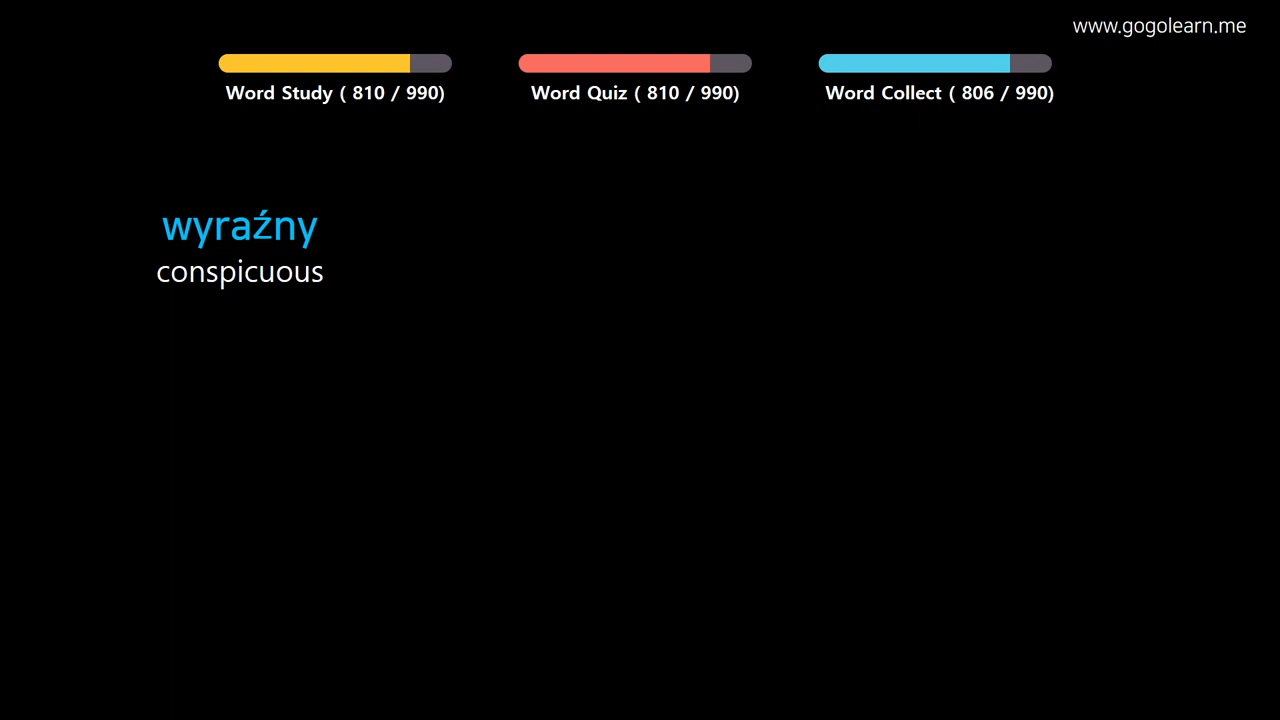 www.gogolearn.me
Word Study ( 810 / 990)
Word Quiz ( 810 / 990)
Word Collect ( 806 / 990)
wyraźny
conspicuous